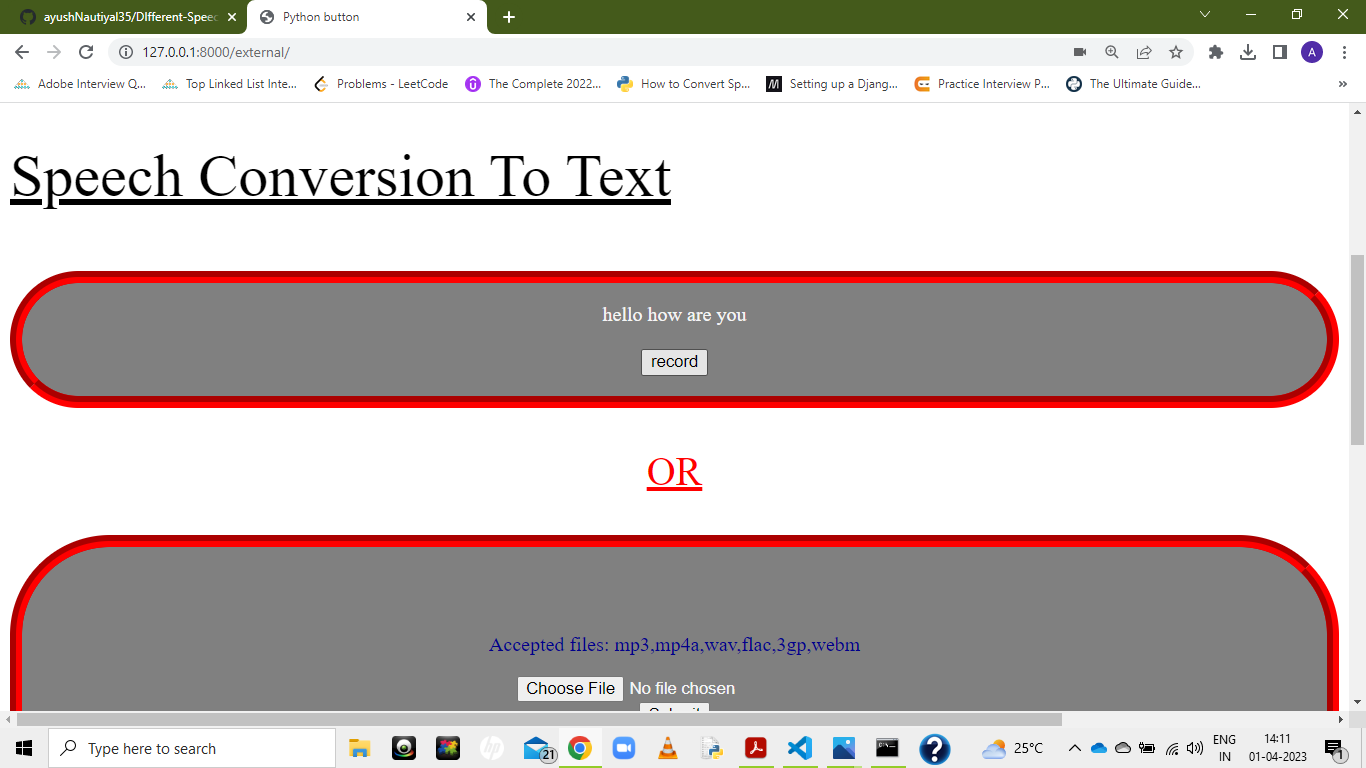 ayushNautiyal35/DIfferent-Speec
Python button
127.0.0.1:8000/external/
A
Adobe Interview Q...
Top Linked List Inte...
Problems - LeetCode
The Complete 2022...
How to Convert Sp...
Setting up a Djang...
Practice Interview P...
The Ultimate Guide...
Speech Conversion To Text
hello how are you
record
OR
Accepted files: mp3,mp4a,wav,flac,3gp,webm
Choose File No file chosen
Submit
Type here to search
21
25°C
ENG
IN
14:11
01-04-2023
1